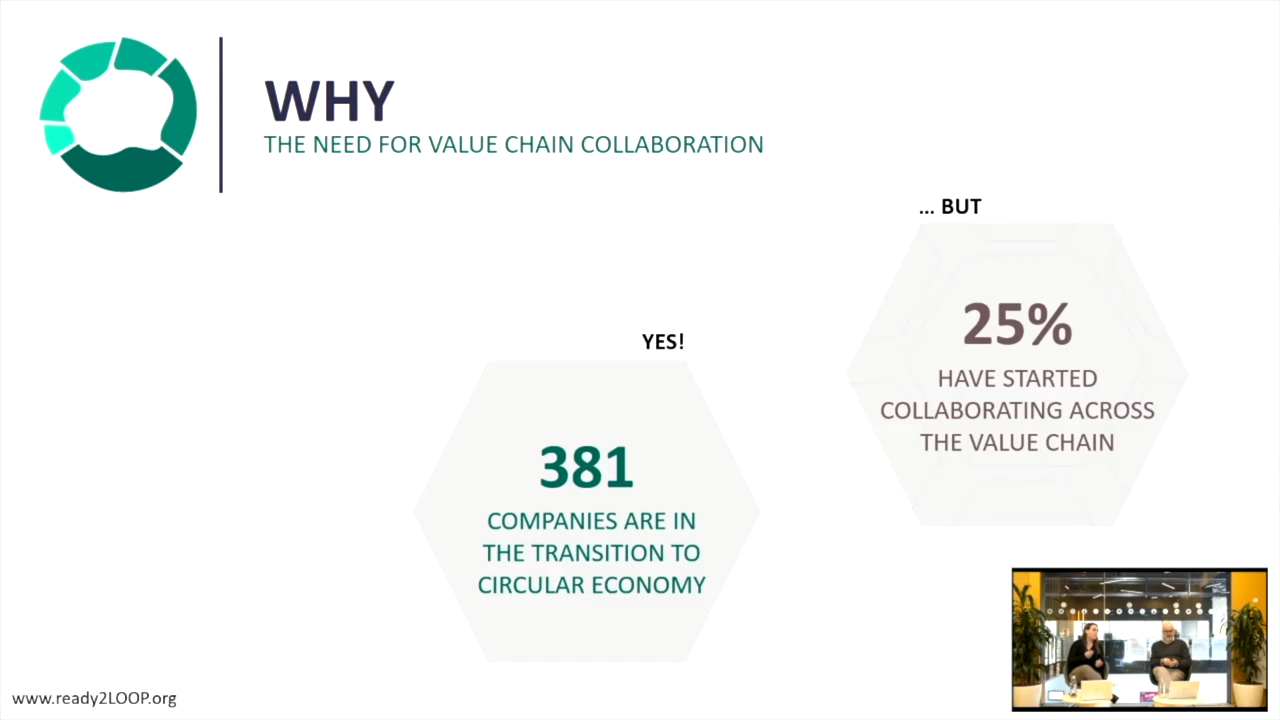 WHY
THE NEED FOR VALUE CHAIN COLLABORATION
... BUT
25%
HAVE STARTED
COLLABORATING ACROSS
THE VALUE CHAIN
YES!
381
COMPANIES ARE IN
THE TRANSITION TO
CIRCULAR ECONOMY
www.ready2LOOP.org